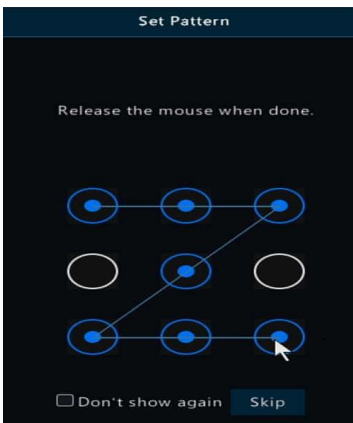 Set Pattern
Release the mouse when done.
Don't show again
Skip